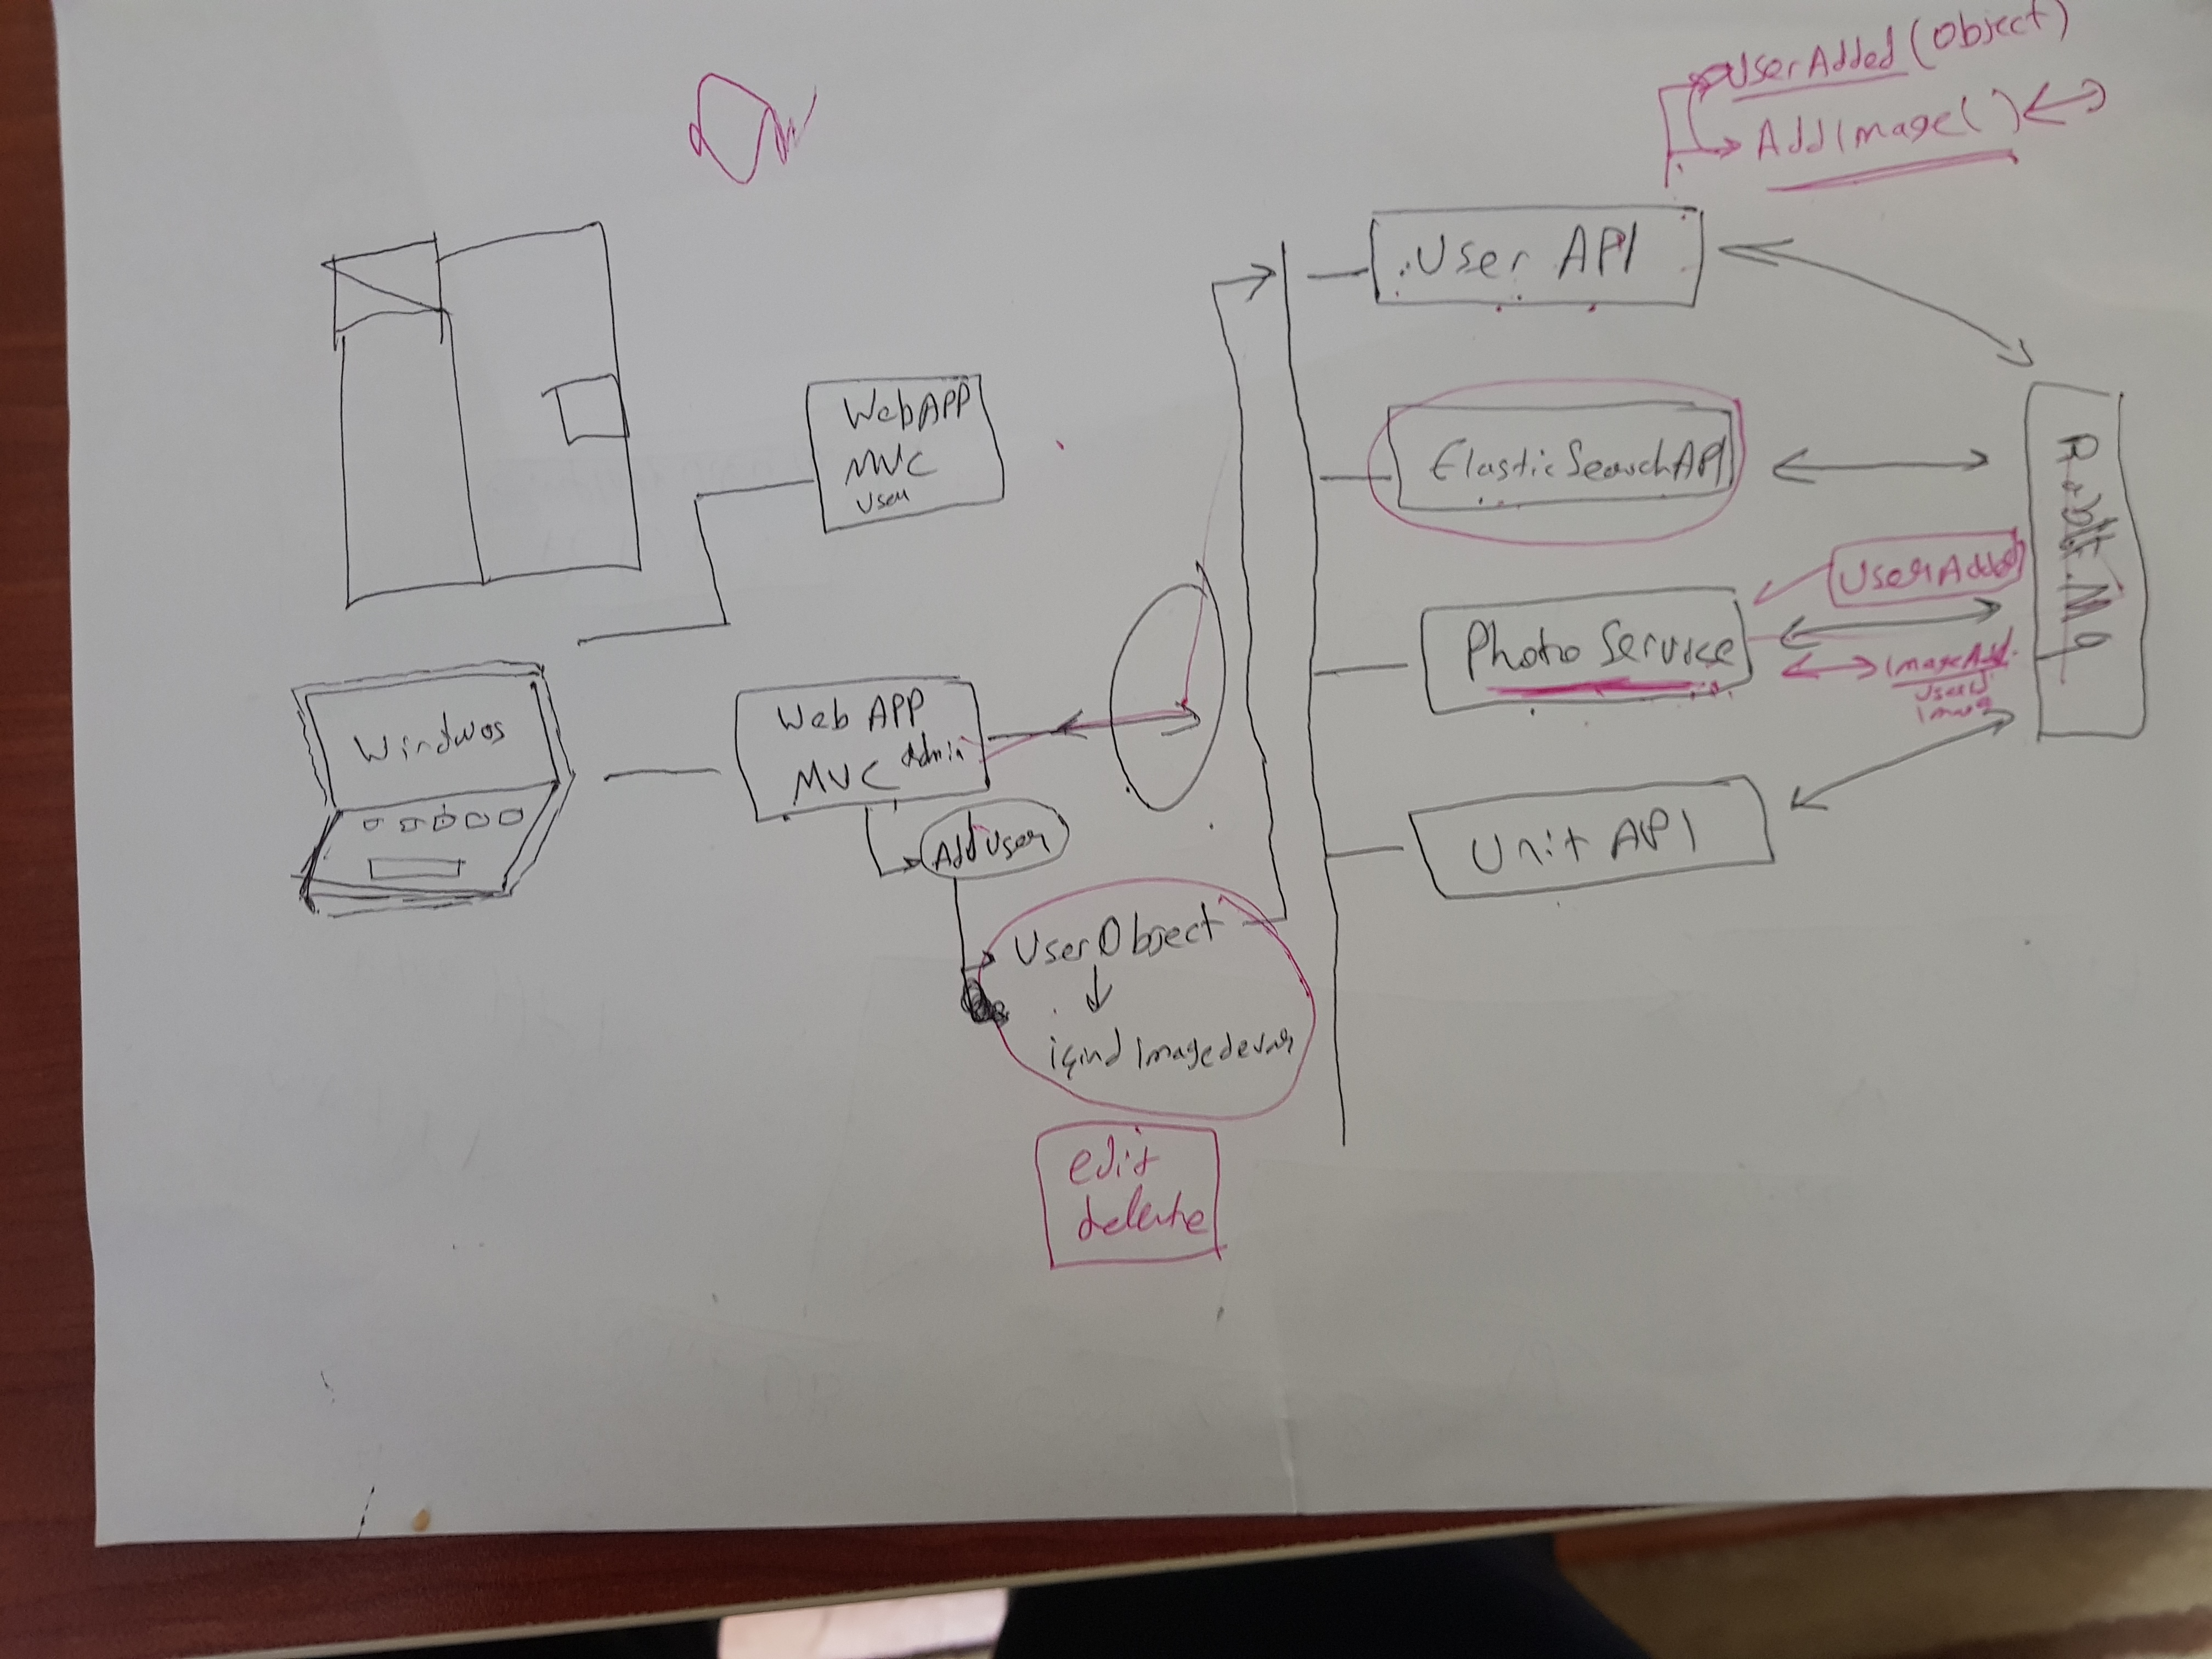 UserAdded (Object)
AddImage( )
User API
WebAPP
MVC
User
ElasticSearchAPI
RabbitMq
UserAdded
Photo Service
ImageAdd.
UserId
Image
Windwos
Web APP
MVC Admin
Add User
Unit API
UserObject
içind Imagedevar
edit
delete